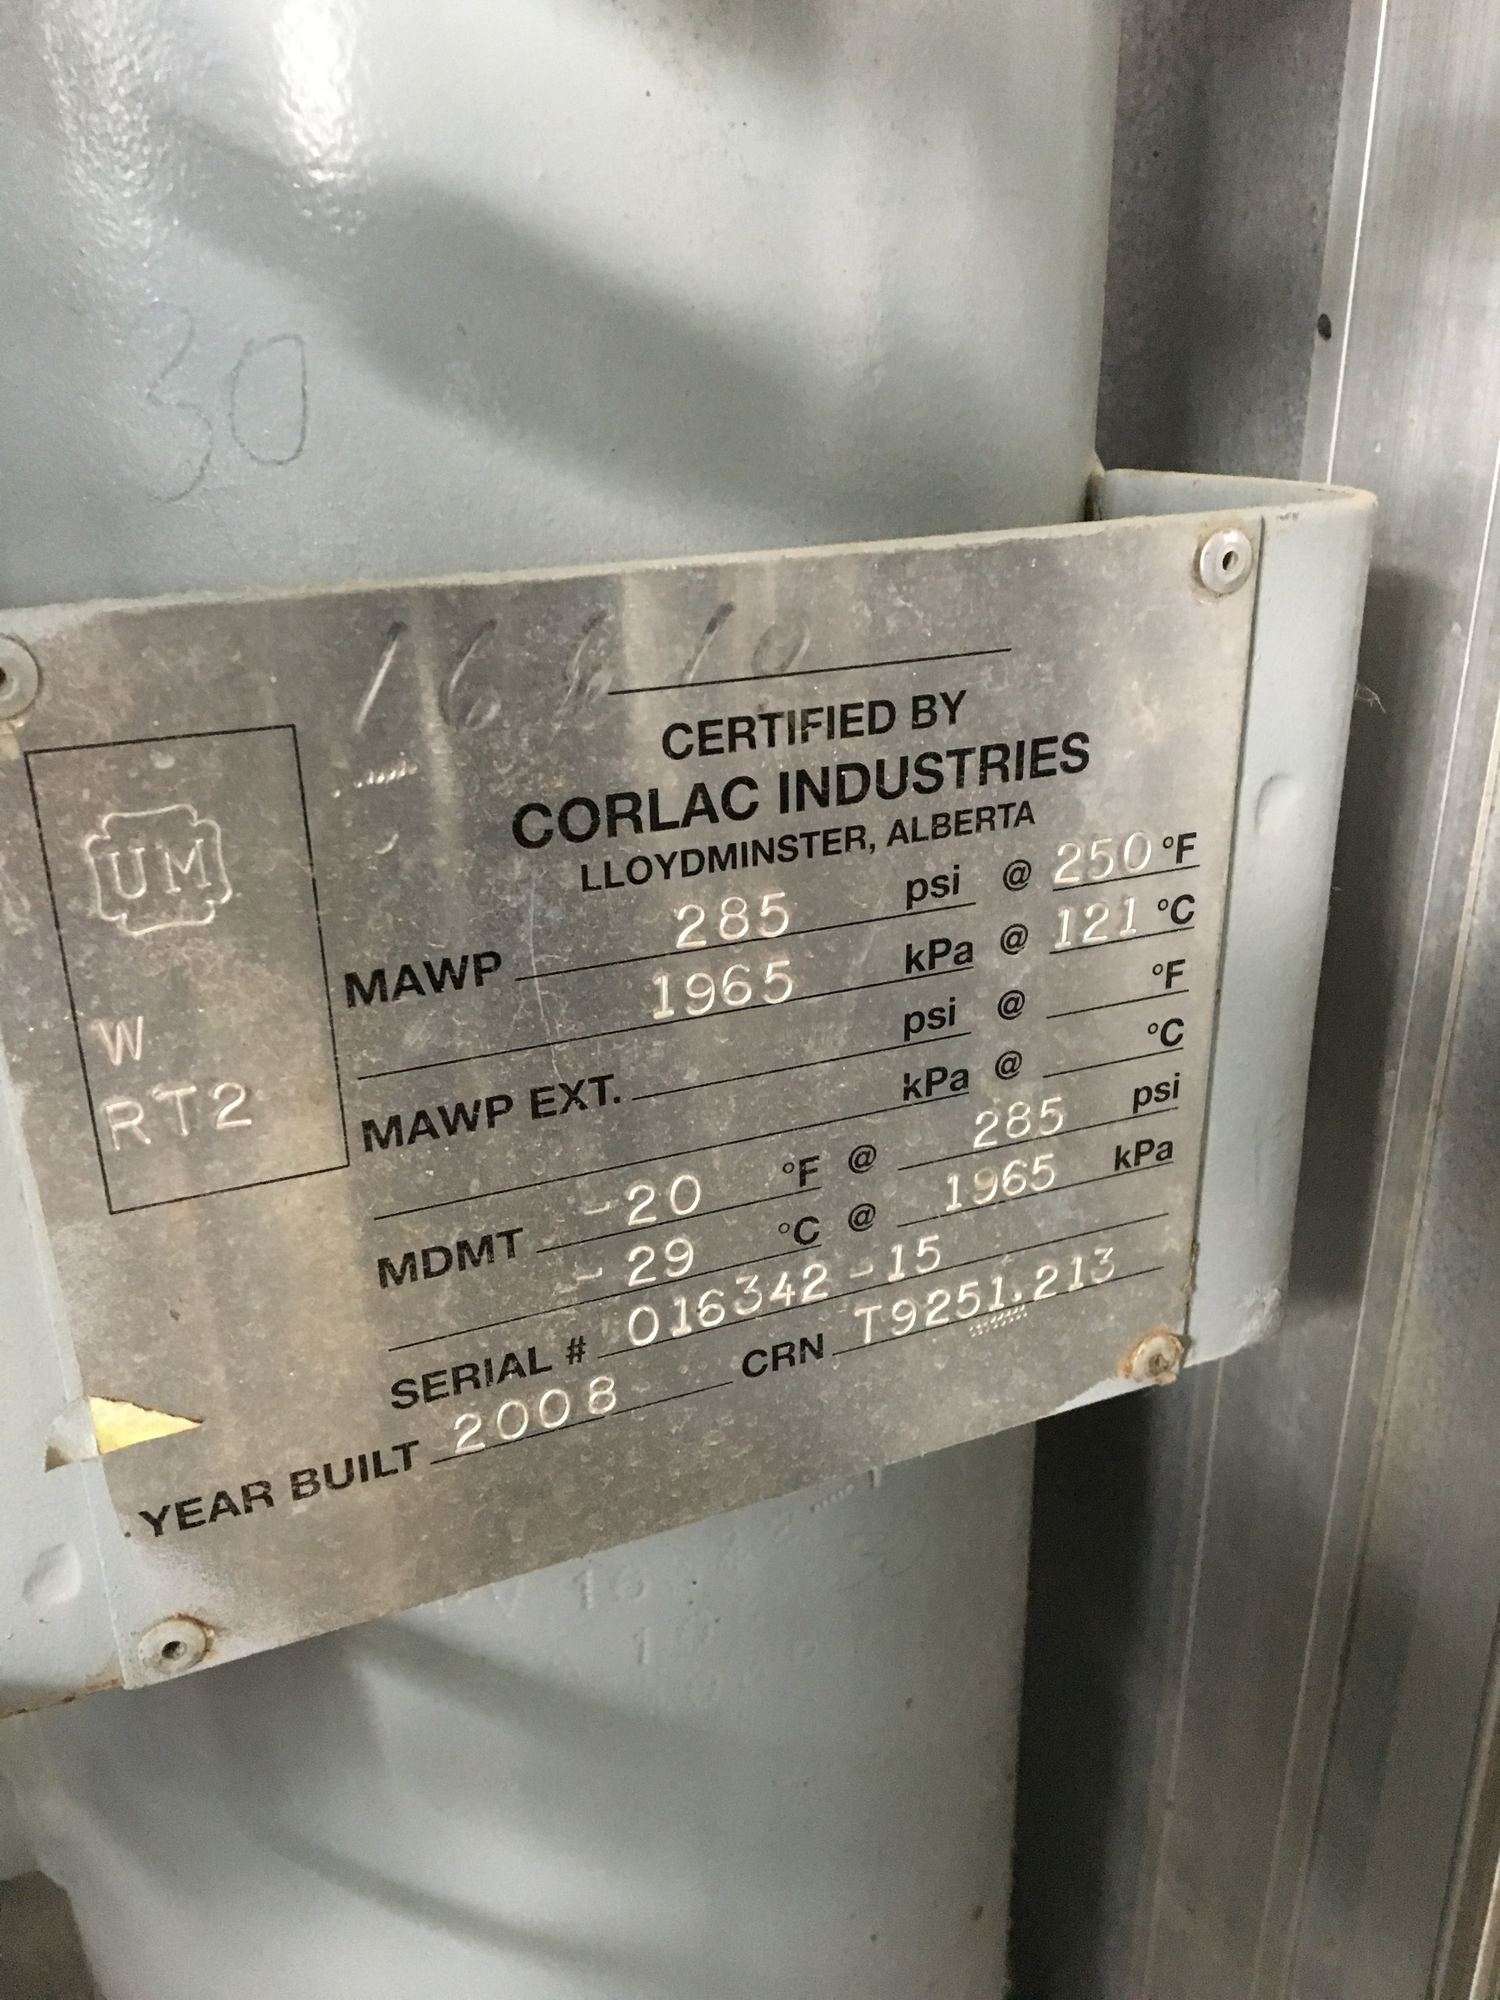 30
CERTIFIED BY
CORLAC INDUSTRIES
LLOYDMINSTER, ALBERTA
UM
W
RT2
MAWP 285 psi @ 250 °F
1965 kPa @ 121 °C
MAWP EXT. psi @ °F
kPa @ °C
MDMT -20 °F @ 285 psi
-29 °C @ 1965 kPa
SERIAL # 016342-15
YEAR BUILT 2008 CRN T9251.213